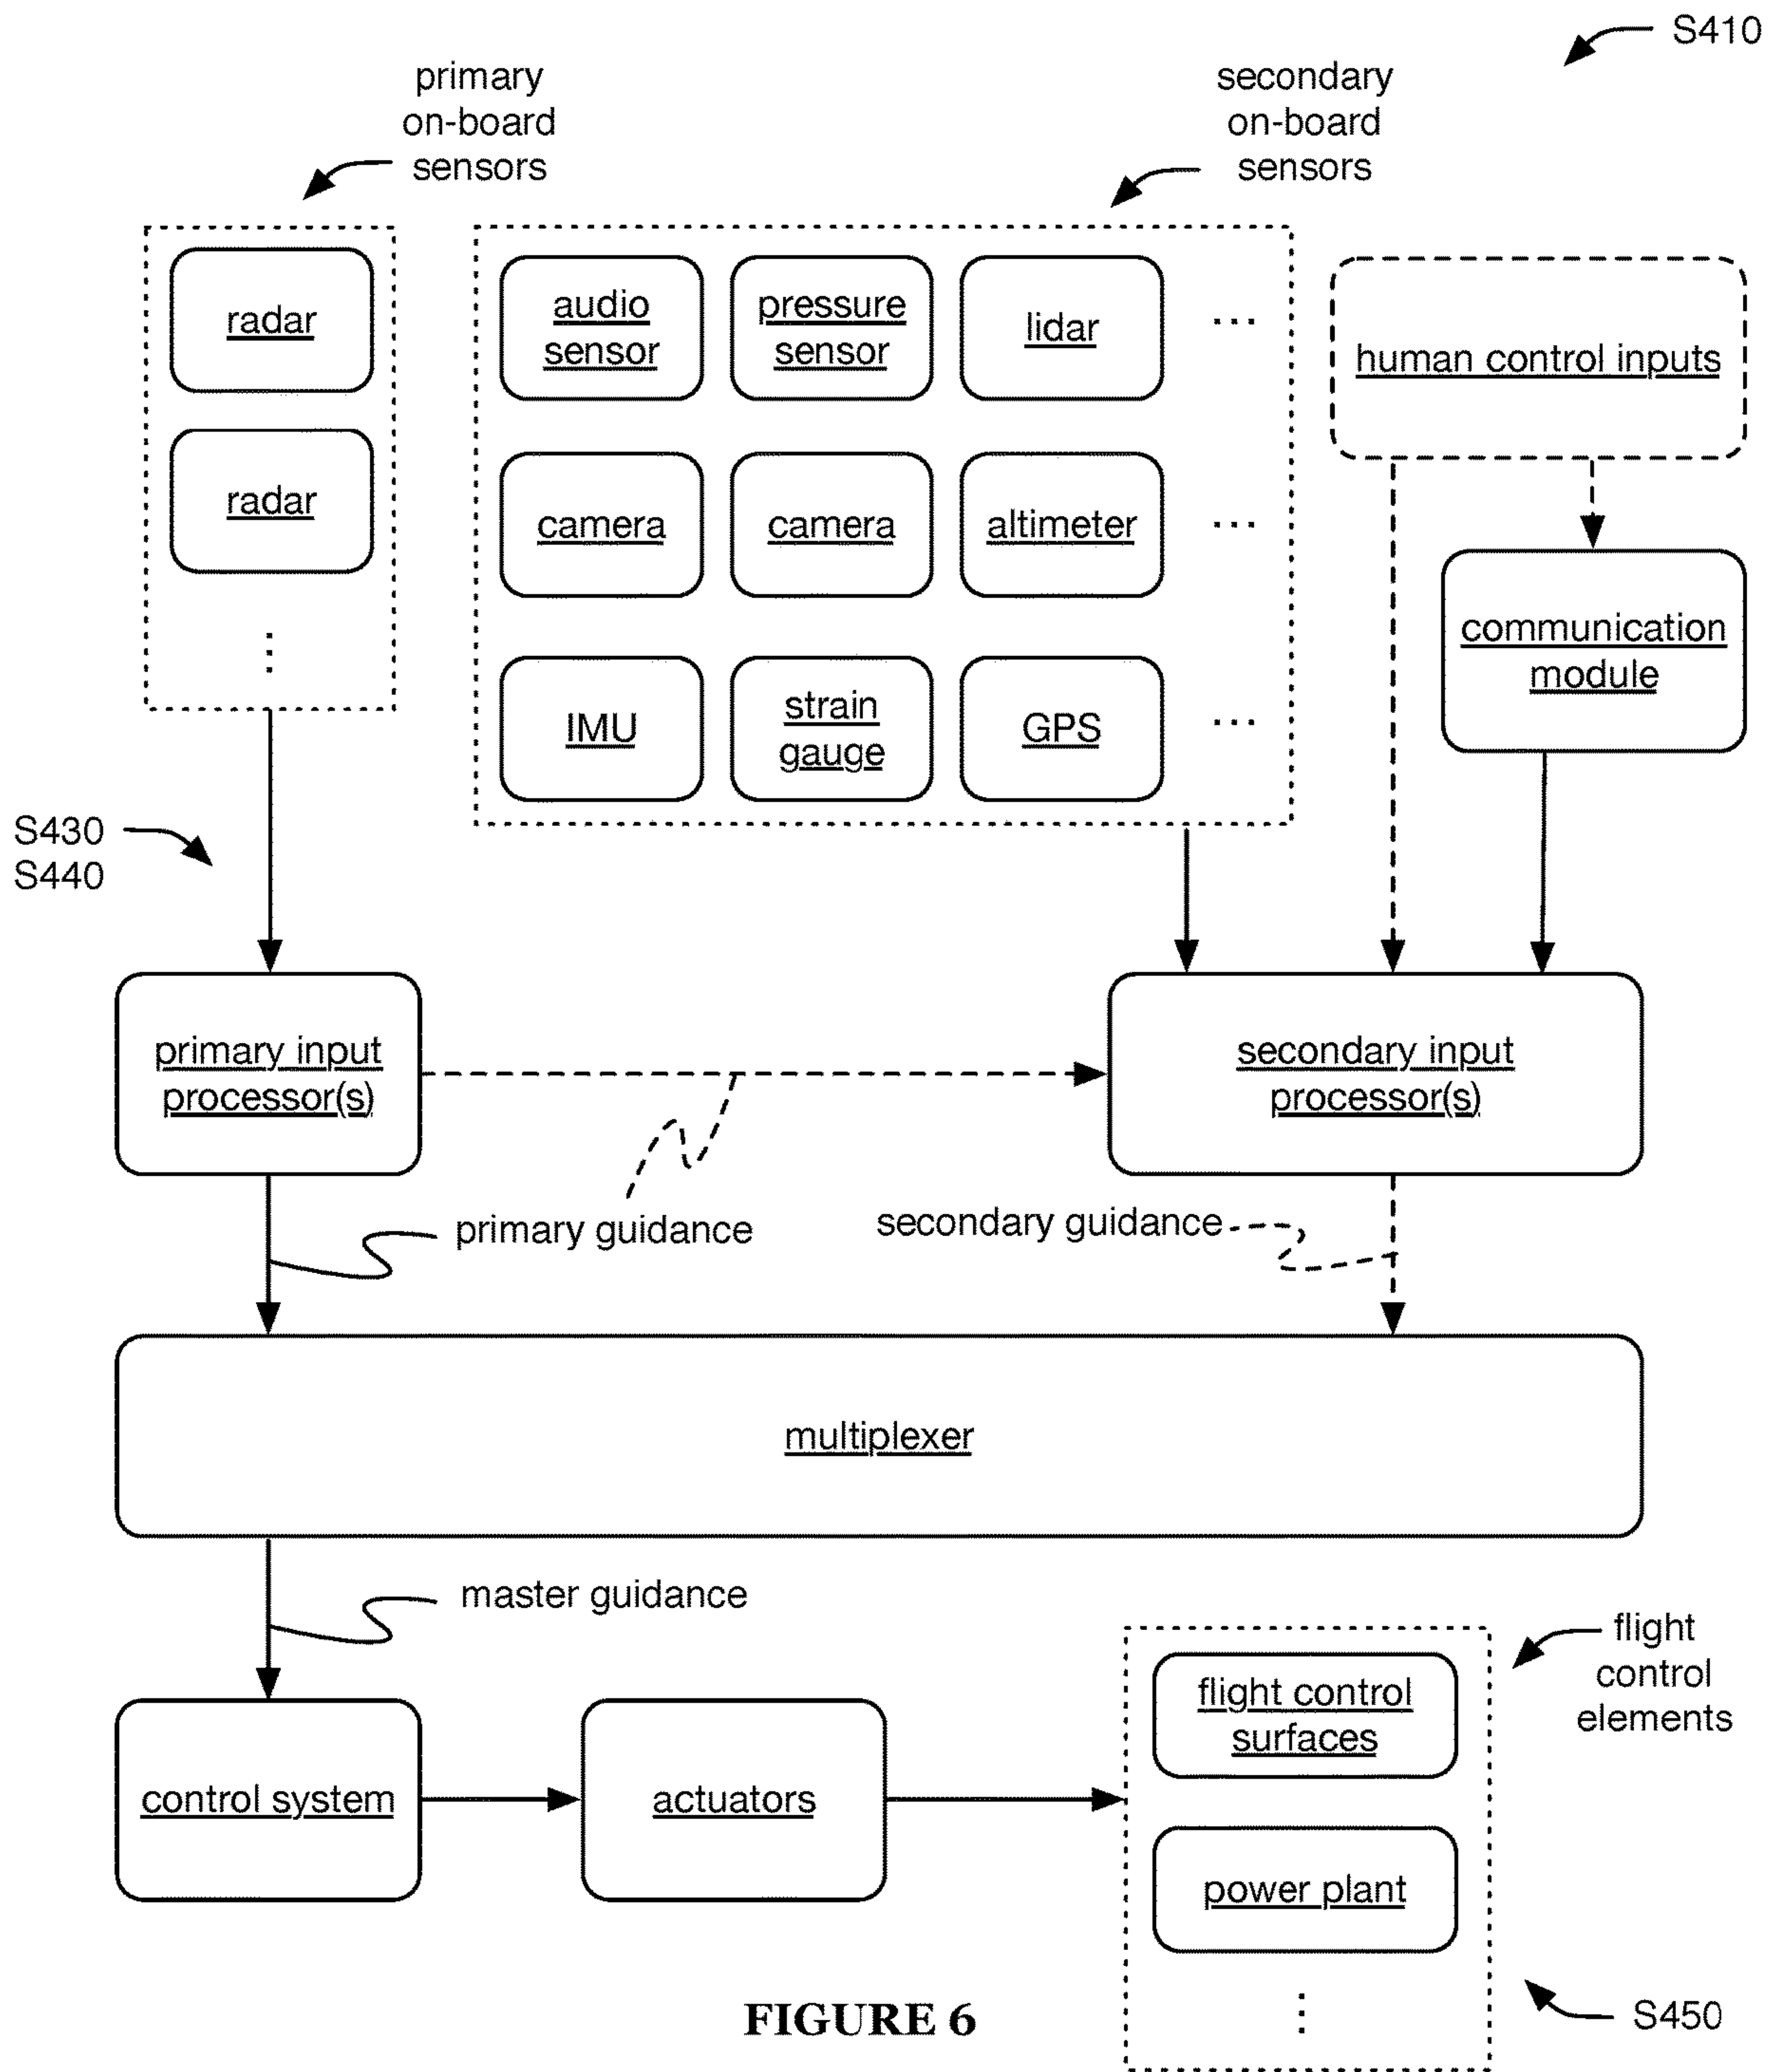 S410
primary
on-board
sensors
secondary
on-board
sensors
radar
radar
⋮
audio
sensor
pressure
sensor
lidar
...
camera
camera
altimeter
...
IMU
strain
gauge
GPS
...
human control inputs
communication
module
S430
S440
primary input
processor(s)
secondary input
processor(s)
primary guidance
secondary guidance
multiplexer
master guidance
control system
actuators
flight control
surfaces
power plant
⋮
flight
control
elements
S450
FIGURE 6